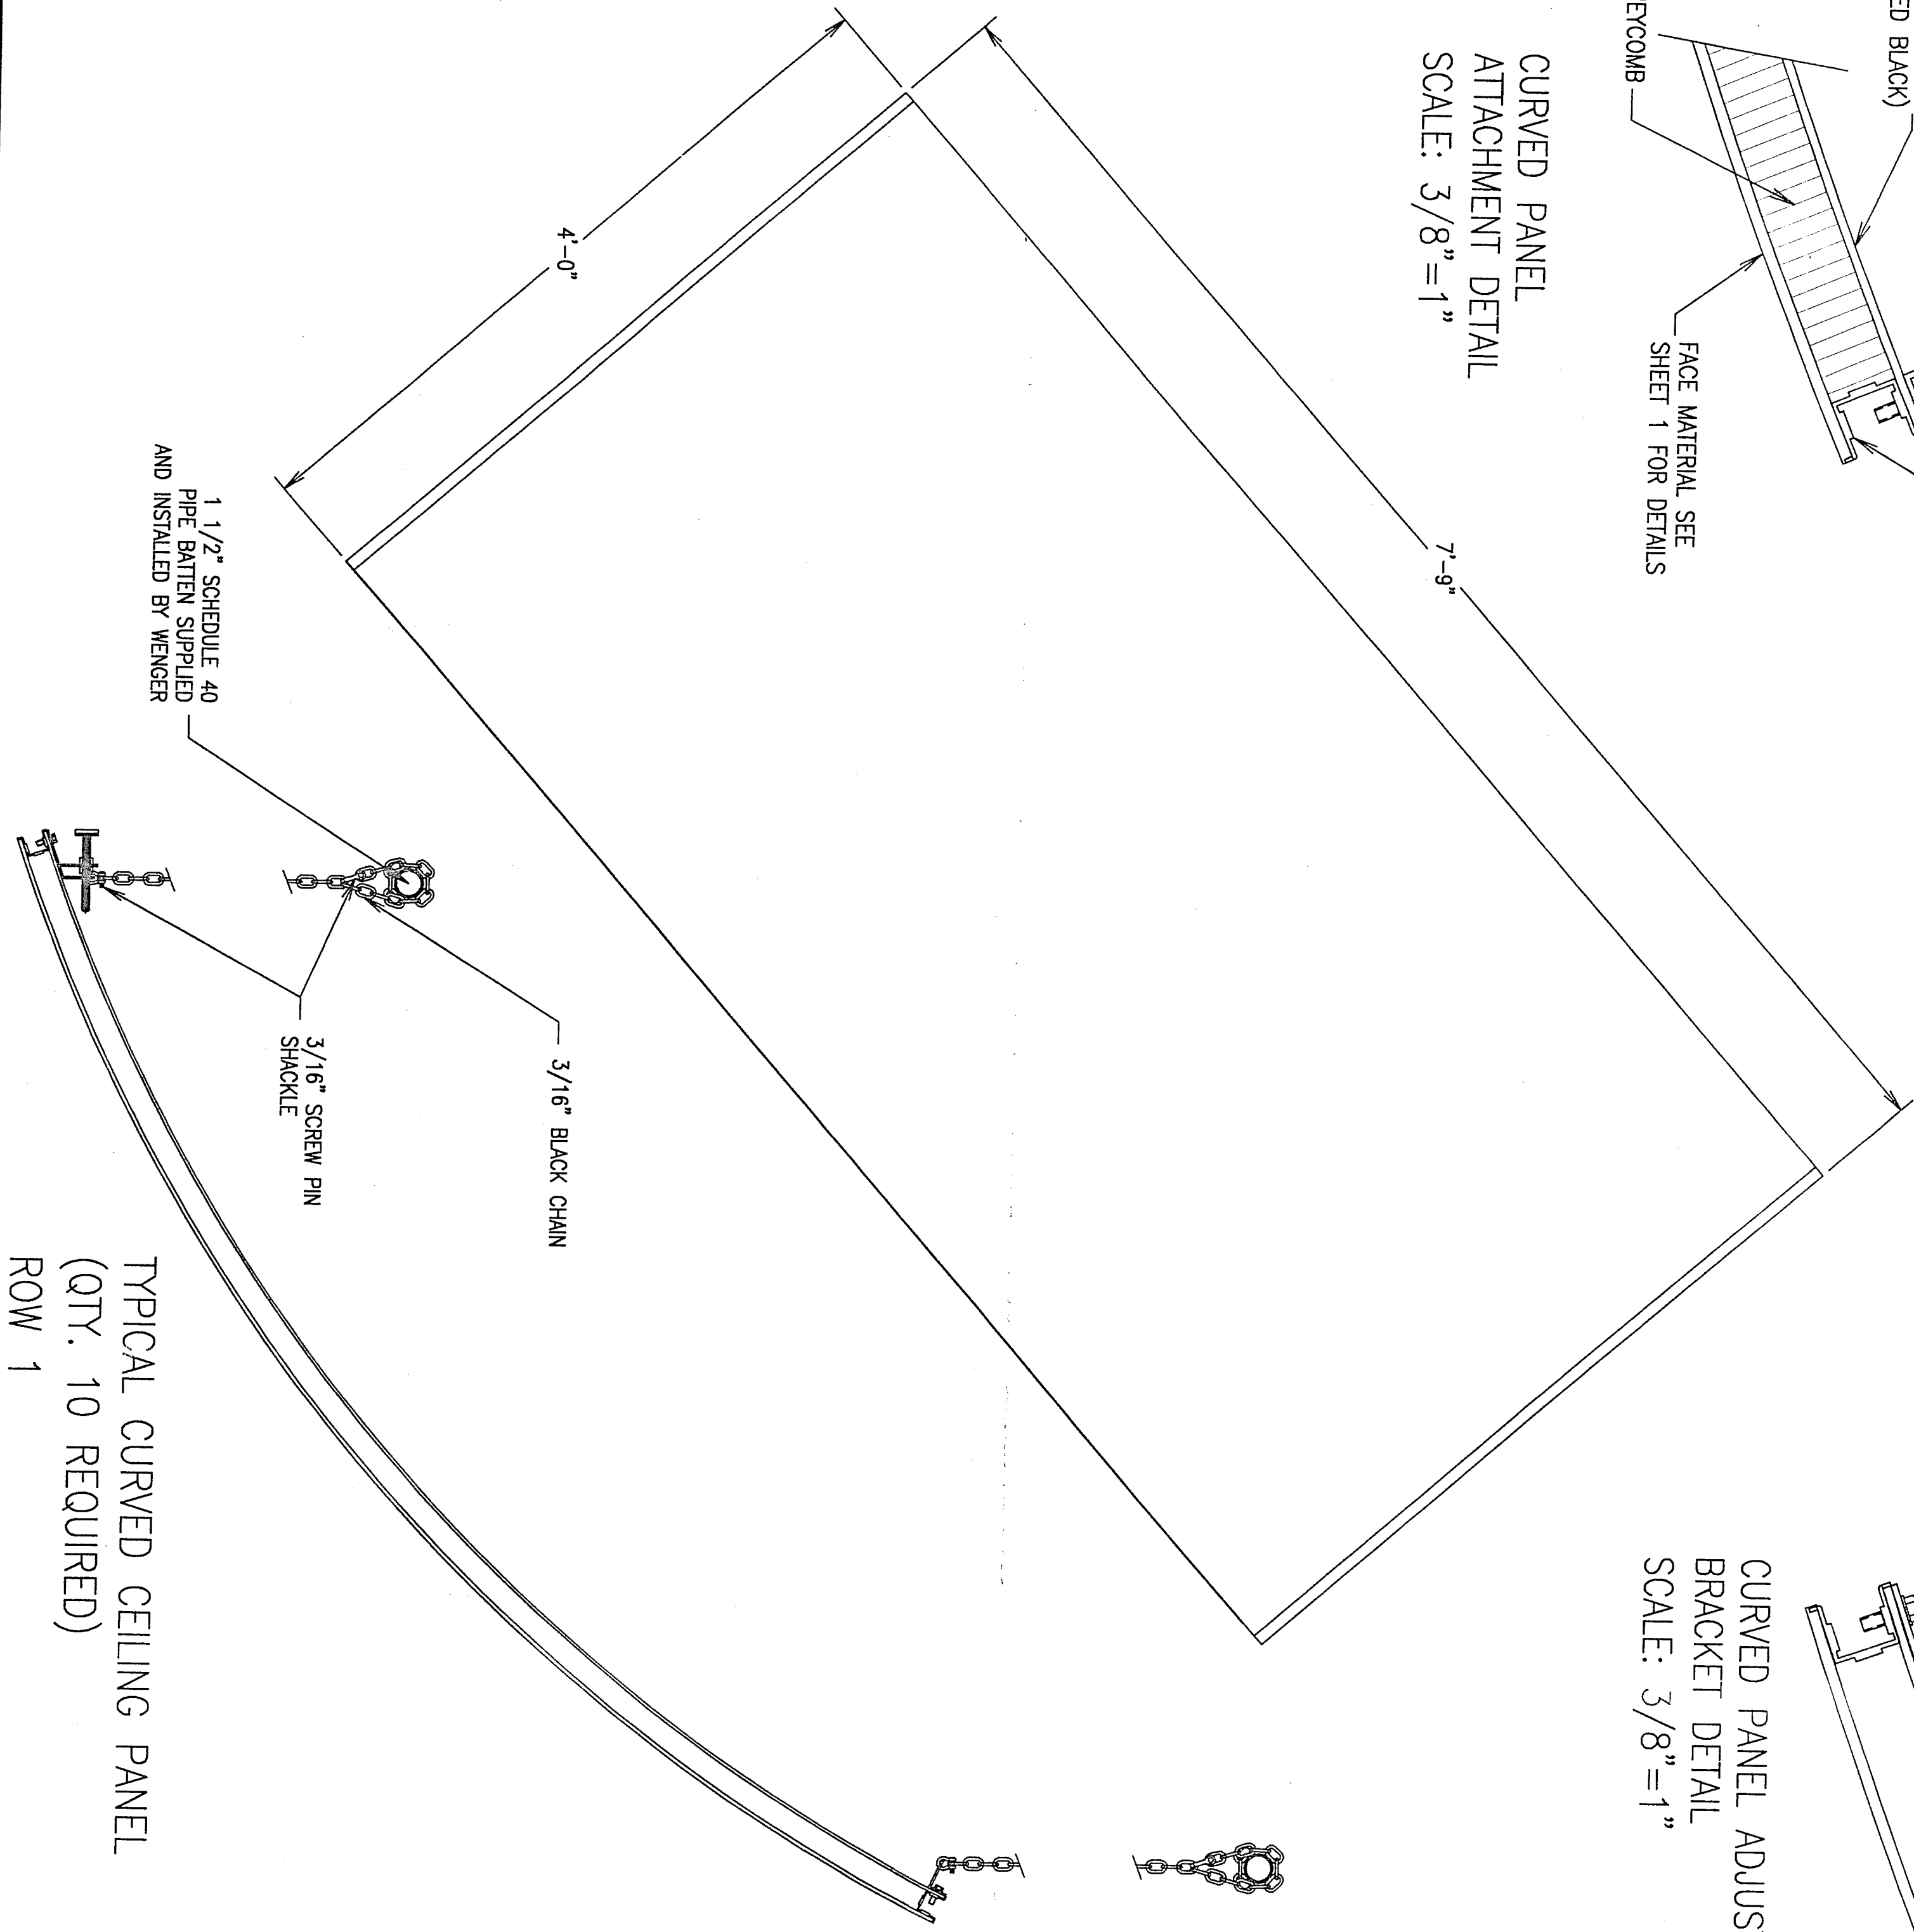 ED BLACK)
EYCOMB
FACE MATERIAL SEE
SHEET 1 FOR DETAILS
CURVED PANEL
ATTACHMENT DETAIL
SCALE: 3/8"=1"
7'-9"
4'-0"
CURVED PANEL ADJUS
BRACKET DETAIL
SCALE: 3/8"=1"
3/16" BLACK CHAIN
3/16" SCREW PIN
SHACKLE
1 1/2" SCHEDULE 40
PIPE BATTEN SUPPLIED
AND INSTALLED BY WENGER
TYPICAL CURVED CEILING PANEL
(QTY. 10 REQUIRED)
ROW 1